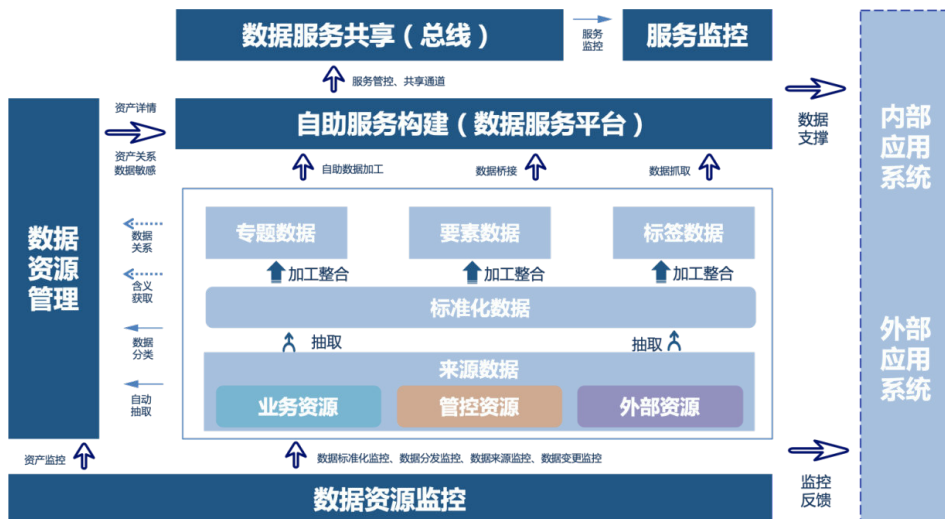 数据服务共享（总线）
服务
监控
服务监控
服务管控、共享通道
资产详情
资产关系
数据敏感
自助服务构建（数据服务平台）
数据
支撑
内部
应用
系统
自助数据加工
数据桥接
数据抓取
数据
资源
管理
数据
关系
含义
获取
数据
分类
自动
抽取
专题数据
要素数据
标签数据
加工整合
加工整合
加工整合
标准化数据
抽取
抽取
来源数据
业务资源
管控资源
外部资源
外部
应用
系统
资产监控
数据标准化监控、数据分发监控、数据来源监控、数据变更监控
数据资源监控
监控
反馈